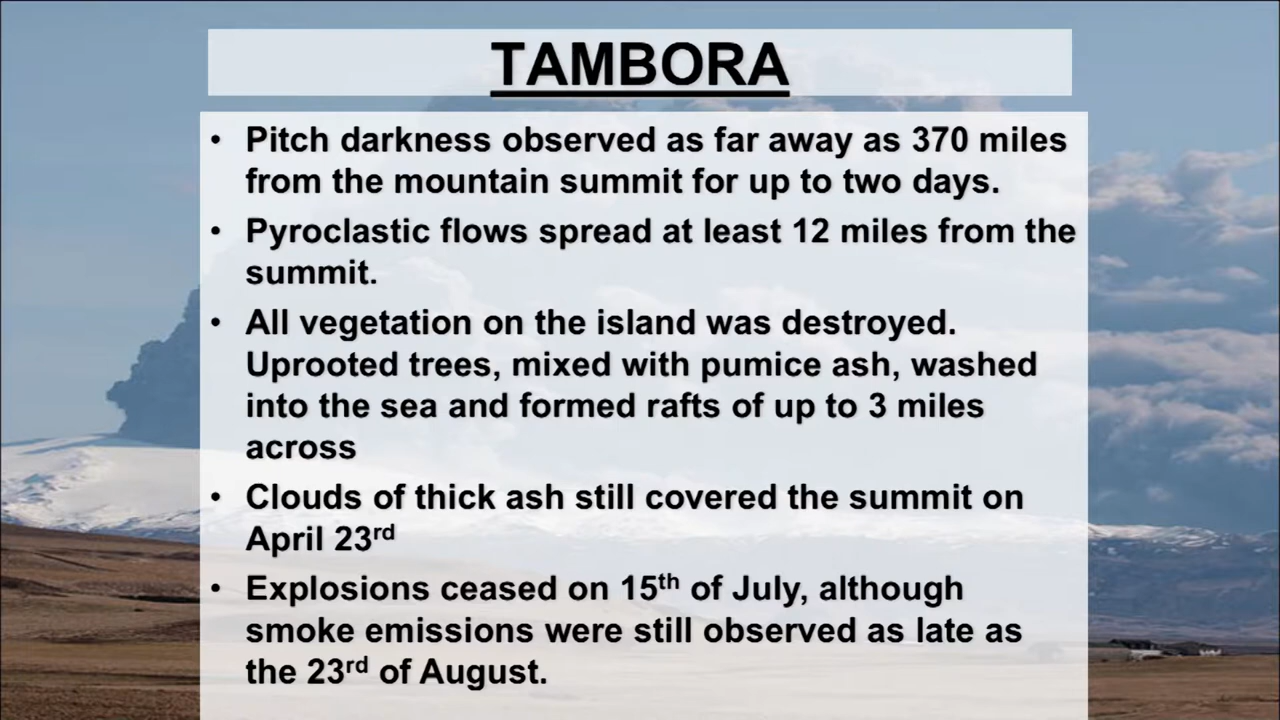 TAMBORA
• Pitch darkness observed as far away as 370 miles
from the mountain summit for up to two days.
• Pyroclastic flows spread at least 12 miles from the
summit.
• All vegetation on the island was destroyed.
Uprooted trees, mixed with pumice ash, washed
into the sea and formed rafts of up to 3 miles
across
• Clouds of thick ash still covered the summit on
April 23rd
• Explosions ceased on 15th of July, although
smoke emissions were still observed as late as
the 23rd of August.